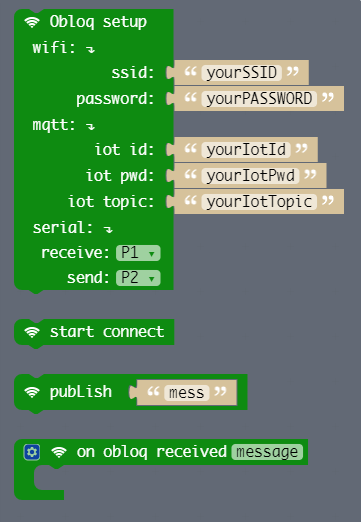 Obloq setup
wifi:
ssid: “ yourSSID ”
password: “ yourPASSWORD ”
mqtt:
iot id: “ yourIotId ”
iot pwd: “ yourIotPwd ”
iot topic: “ yourIotTopic ”
serial:
receive: P1
send: P2
start connect
pubLish “ mess ”
on obloq received message